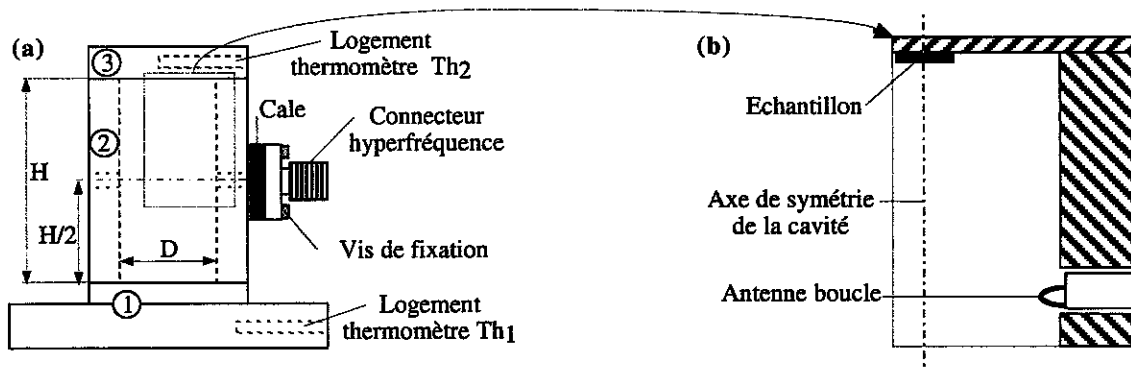 (a)
3
Logement
thermomètre Th2
Cale
Connecteur
hyperfréquence
2
H
H/2
D
Vis de fixation
1
Logement
thermomètre Th1
(b)
Echantillon
Axe de symétrie
de la cavité
Antenne boucle